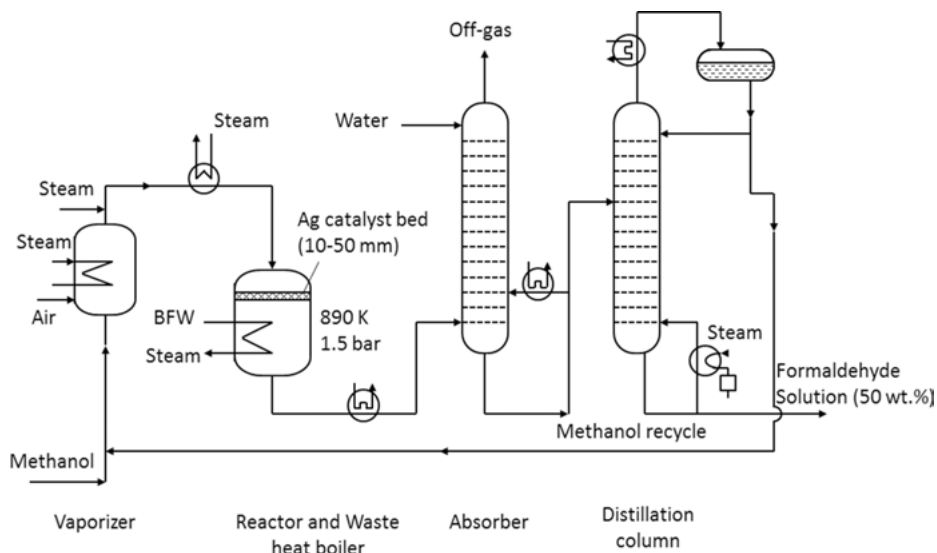 Off-gas
Steam
Water
Steam
Ag catalyst bed
(10-50 mm)
Steam
Air
BFW
890 K
1.5 bar
Steam
Steam
Formaldehyde
Solution (50 wt.%)
Methanol recycle
Methanol
Vaporizer
Reactor and Waste
heat boiler
Absorber
Distillation
column